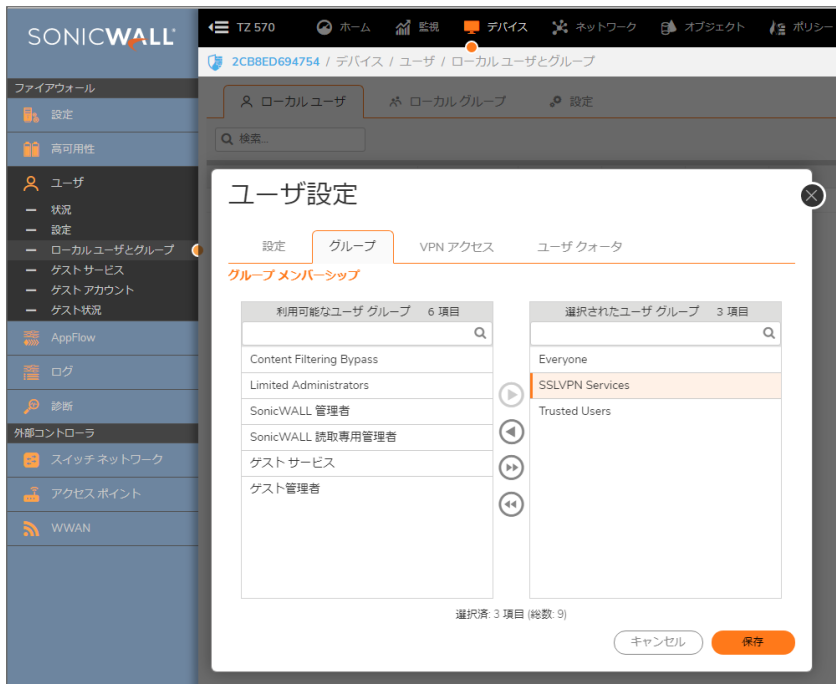 SONICWALL
TZ 570
ホーム
監視
デバイス
ネットワーク
オブジェクト
ポリシー
2CB8ED694754 / デバイス / ユーザ / ローカル ユーザとグループ
ファイアウォール
設定
高可用性
ユーザ
状況
設定
ローカル ユーザとグループ
ゲスト サービス
ゲスト アカウント
ゲスト状況
AppFlow
ログ
診断
外部コントローラ
スイッチ ネットワーク
アクセス ポイント
WWAN
ローカル ユーザ
ローカル グループ
設定
検索...
ユーザ設定
設定
グループ
VPN アクセス
ユーザ クォータ
グループ メンバーシップ
利用可能なユーザ グループ 6 項目
Content Filtering Bypass
Limited Administrators
SonicWALL 管理者
SonicWALL 読取専用管理者
ゲスト サービス
ゲスト管理者
選択されたユーザ グループ 3 項目
Everyone
SSLVPN Services
Trusted Users
選択済: 3 項目 (総数: 9)
キャンセル
保存